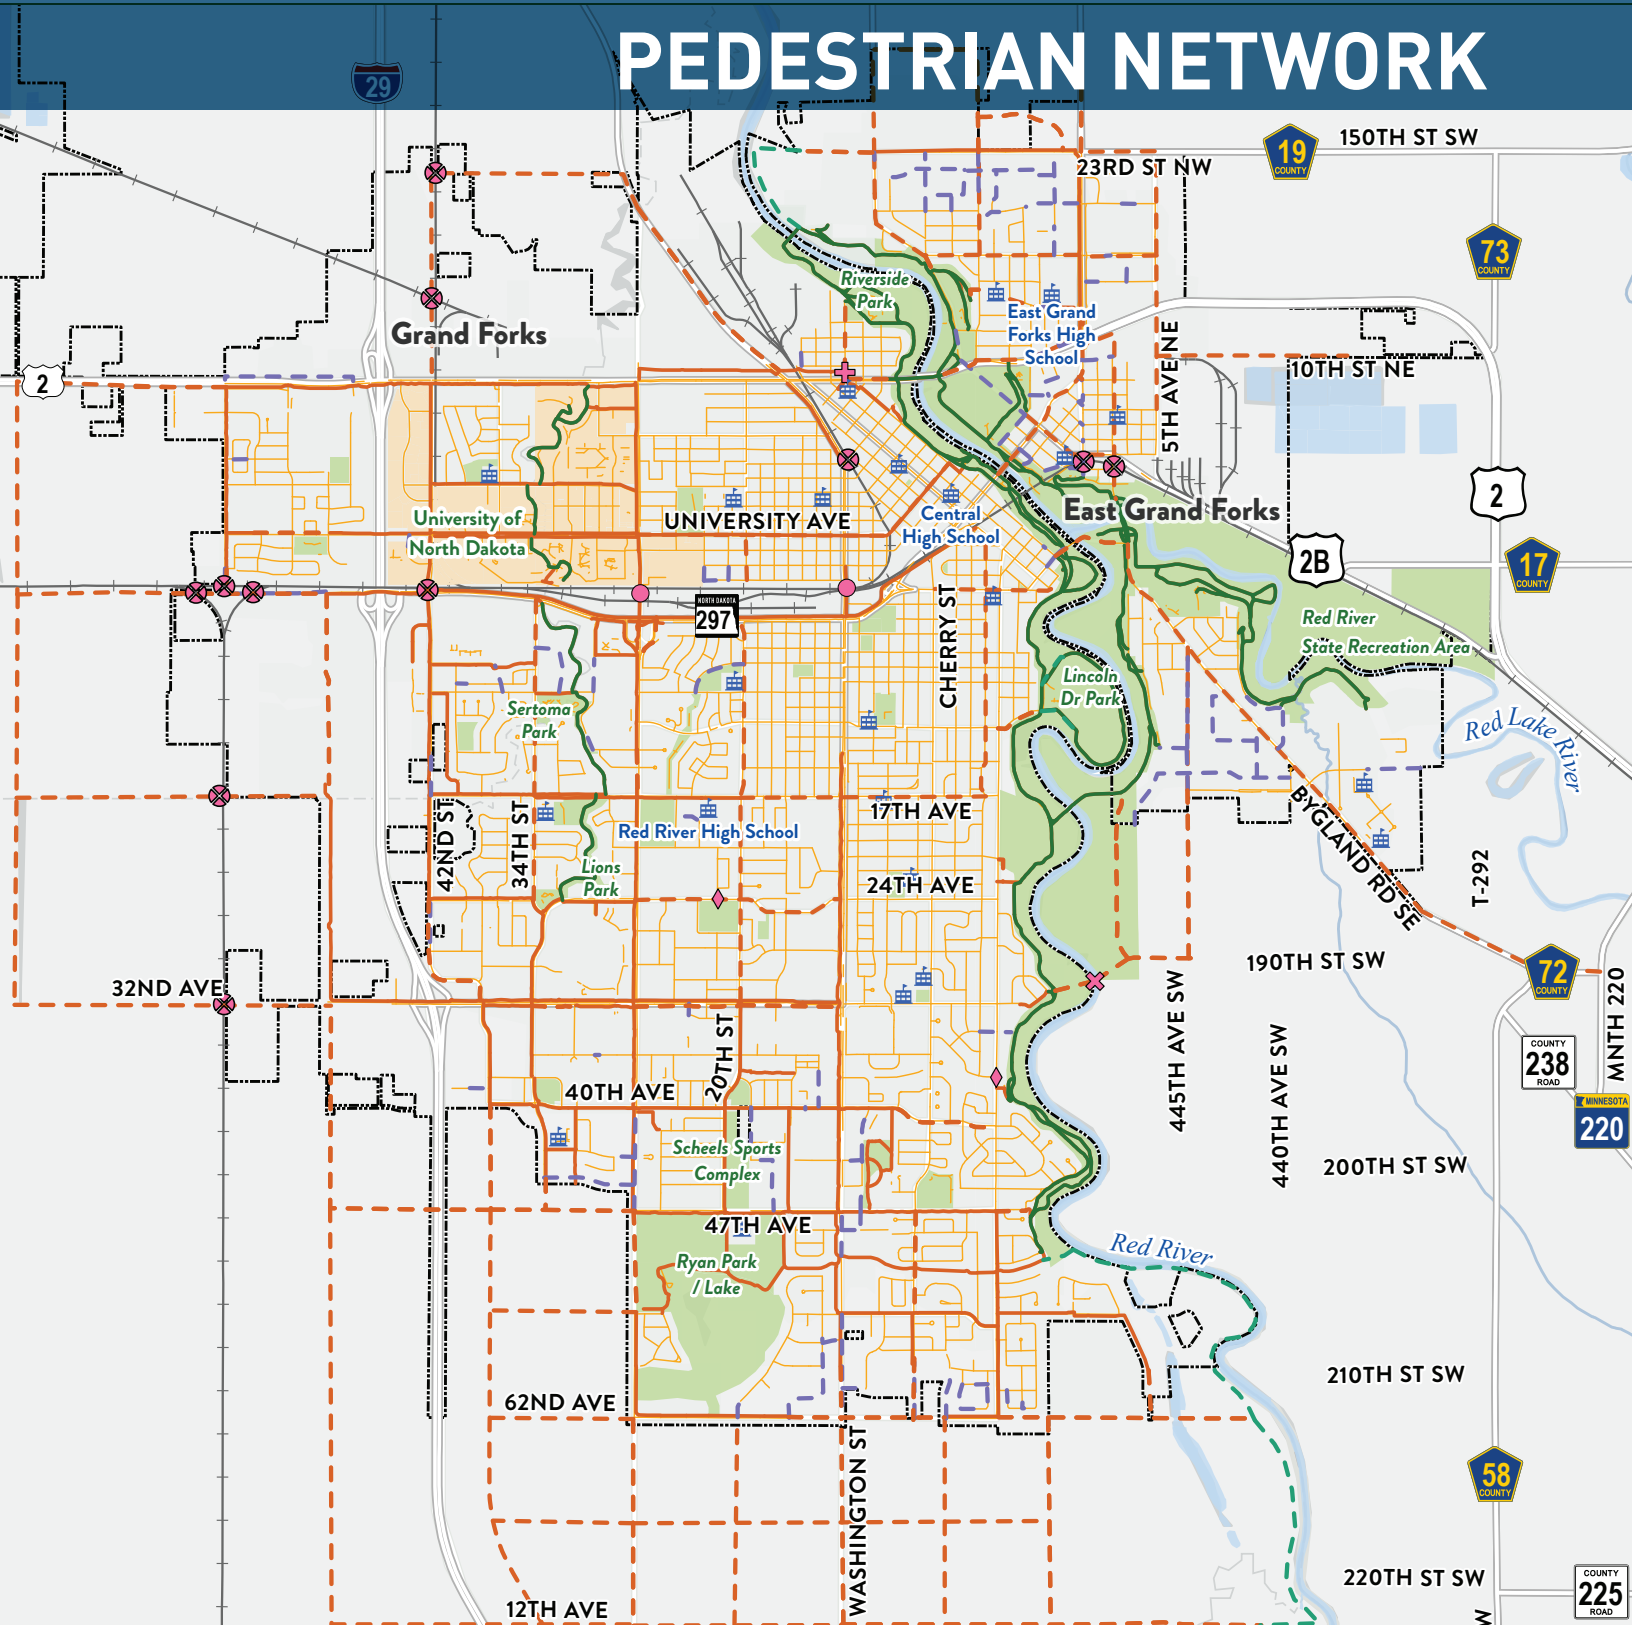 PEDESTRIAN NETWORK
29
19
COUNTY
150TH ST SW
23RD ST NW
73
COUNTY
Riverside
Park
East Grand
Forks High
School
Grand Forks
2
5TH AVE NE
10TH ST NE
2
University of
North Dakota
UNIVERSITY AVE
Central
High School
East Grand Forks
2B
17
COUNTY
NORTH DAKOTA
297
CHERRY ST
Red River
State Recreation Area
Lincoln
Dr Park
Sertoma
Park
Red Lake River
42ND ST
34TH ST
Red River High School
17TH AVE
BYGLAND RD SE
Lions
Park
24TH AVE
T-292
32ND AVE
190TH ST SW
72
COUNTY
MNTH 220
445TH AVE SW
440TH AVE SW
20TH ST
COUNTY
238
ROAD
40TH AVE
MINNESOTA
220
Scheels Sports
Complex
200TH ST SW
47TH AVE
Red River
Ryan Park
/ Lake
210TH ST SW
62ND AVE
WASHINGTON ST
58
COUNTY
220TH ST SW
COUNTY
225
ROAD
12TH AVE
W